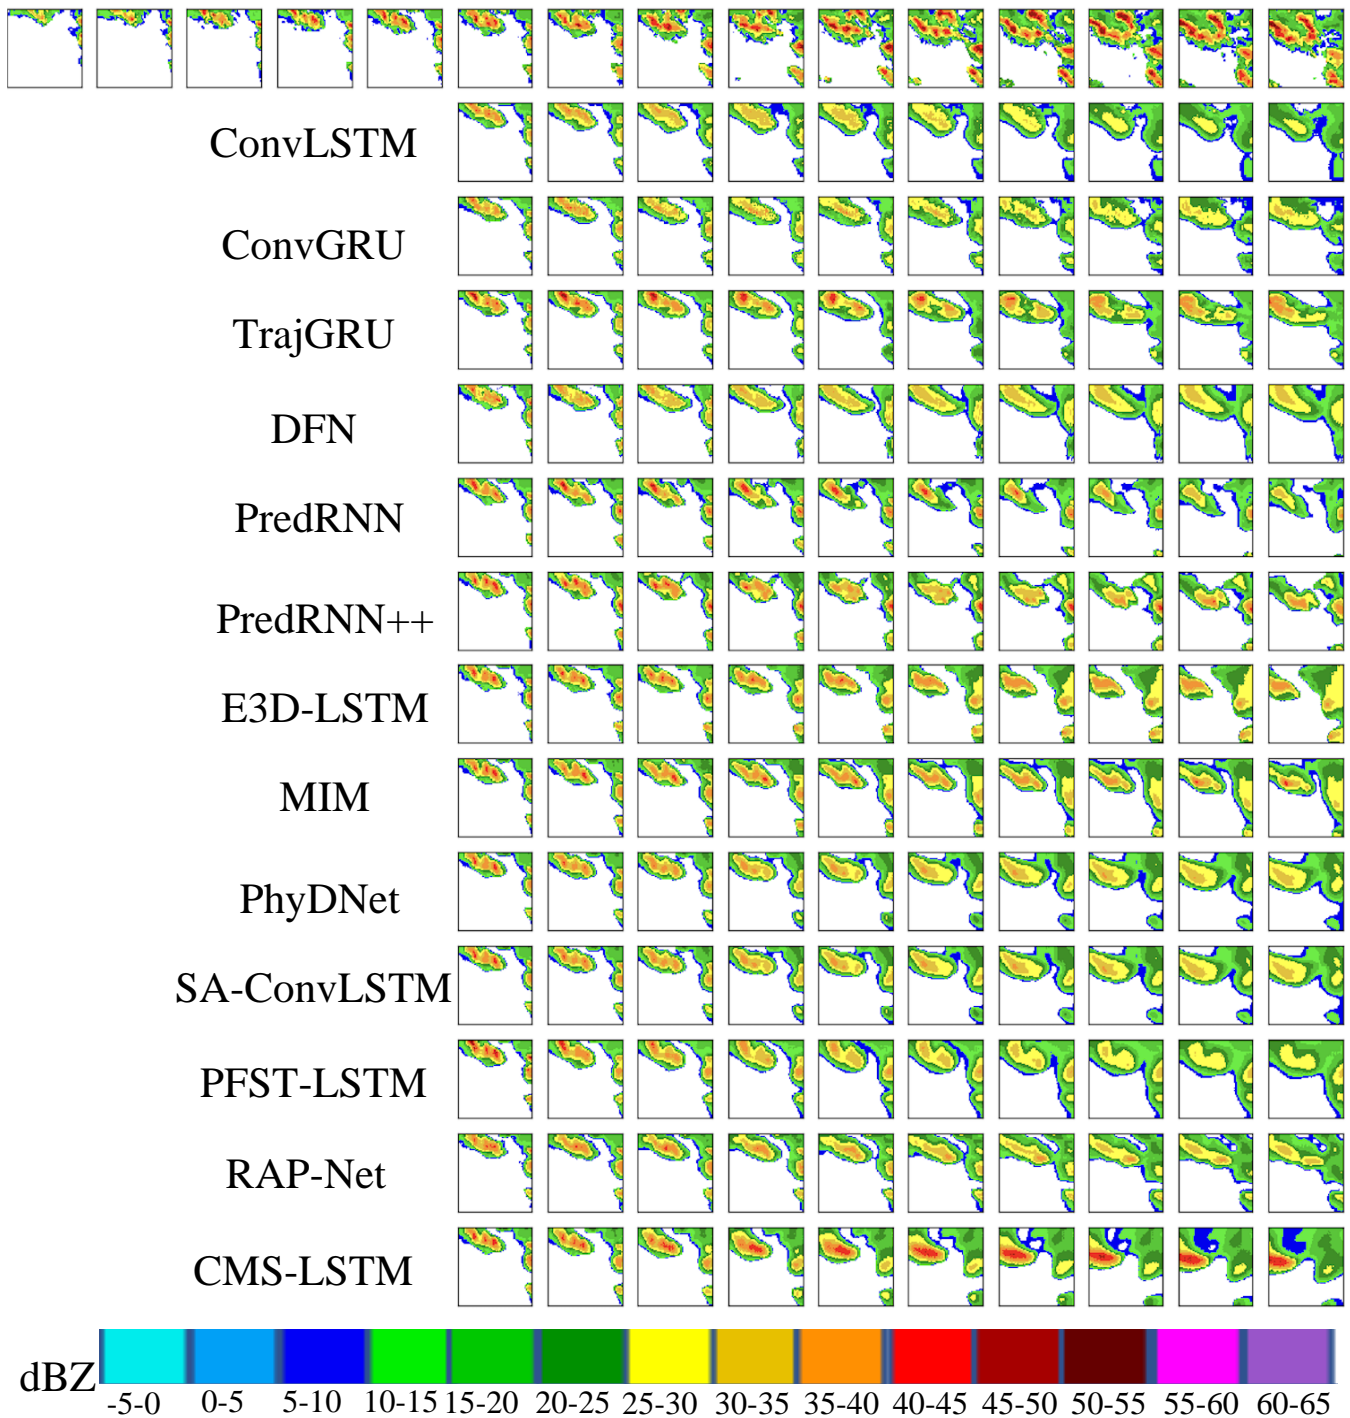 ConvLSTM
ConvGRU
TrajGRU
DFN
PredRNN
PredRNN++
E3D-LSTM
MIM
PhyDNet
SA-ConvLSTM
PFST-LSTM
RAP-Net
CMS-LSTM
dBZ
-5-0 0-5 5-10 10-15 15-20 20-25 25-30 30-35 35-40 40-45 45-50 50-55 55-60 60-65